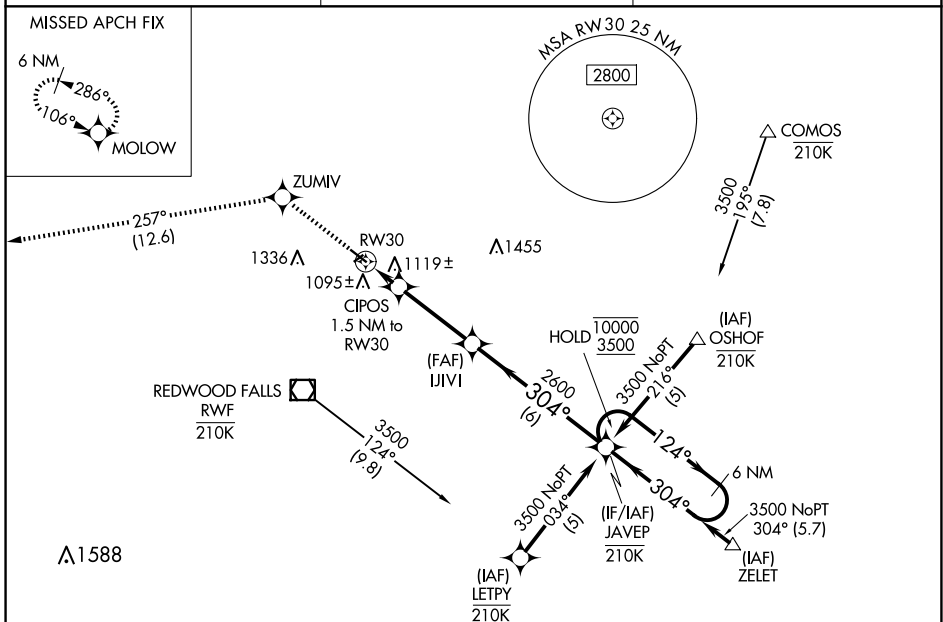 MISSED APCH FIX
6 NM
286°
106°
MOLOW
MSA RW30 25 NM
2800
COMOS
210K
3500
195°
(7.8)
ZUMIV
257°
(12.6)
RW30
1336
1119±
1455
1095±
CIPOS
1.5 NM to
RW30
(FAF)
IJIVI
HOLD
10000
3500
(IAF)
OSHOF
210K
3500 NoPT
216°
(5)
2600
304°
(6)
REDWOOD FALLS
RWF
210K
3500
124°
(9.8)
124°
6 NM
304°
3500 NoPT
034°
(5)
(IF/IAF)
JAVEP
210K
3500 NoPT
304° (5.7)
(IAF)
ZELET
1588
(IAF)
LETPY
210K